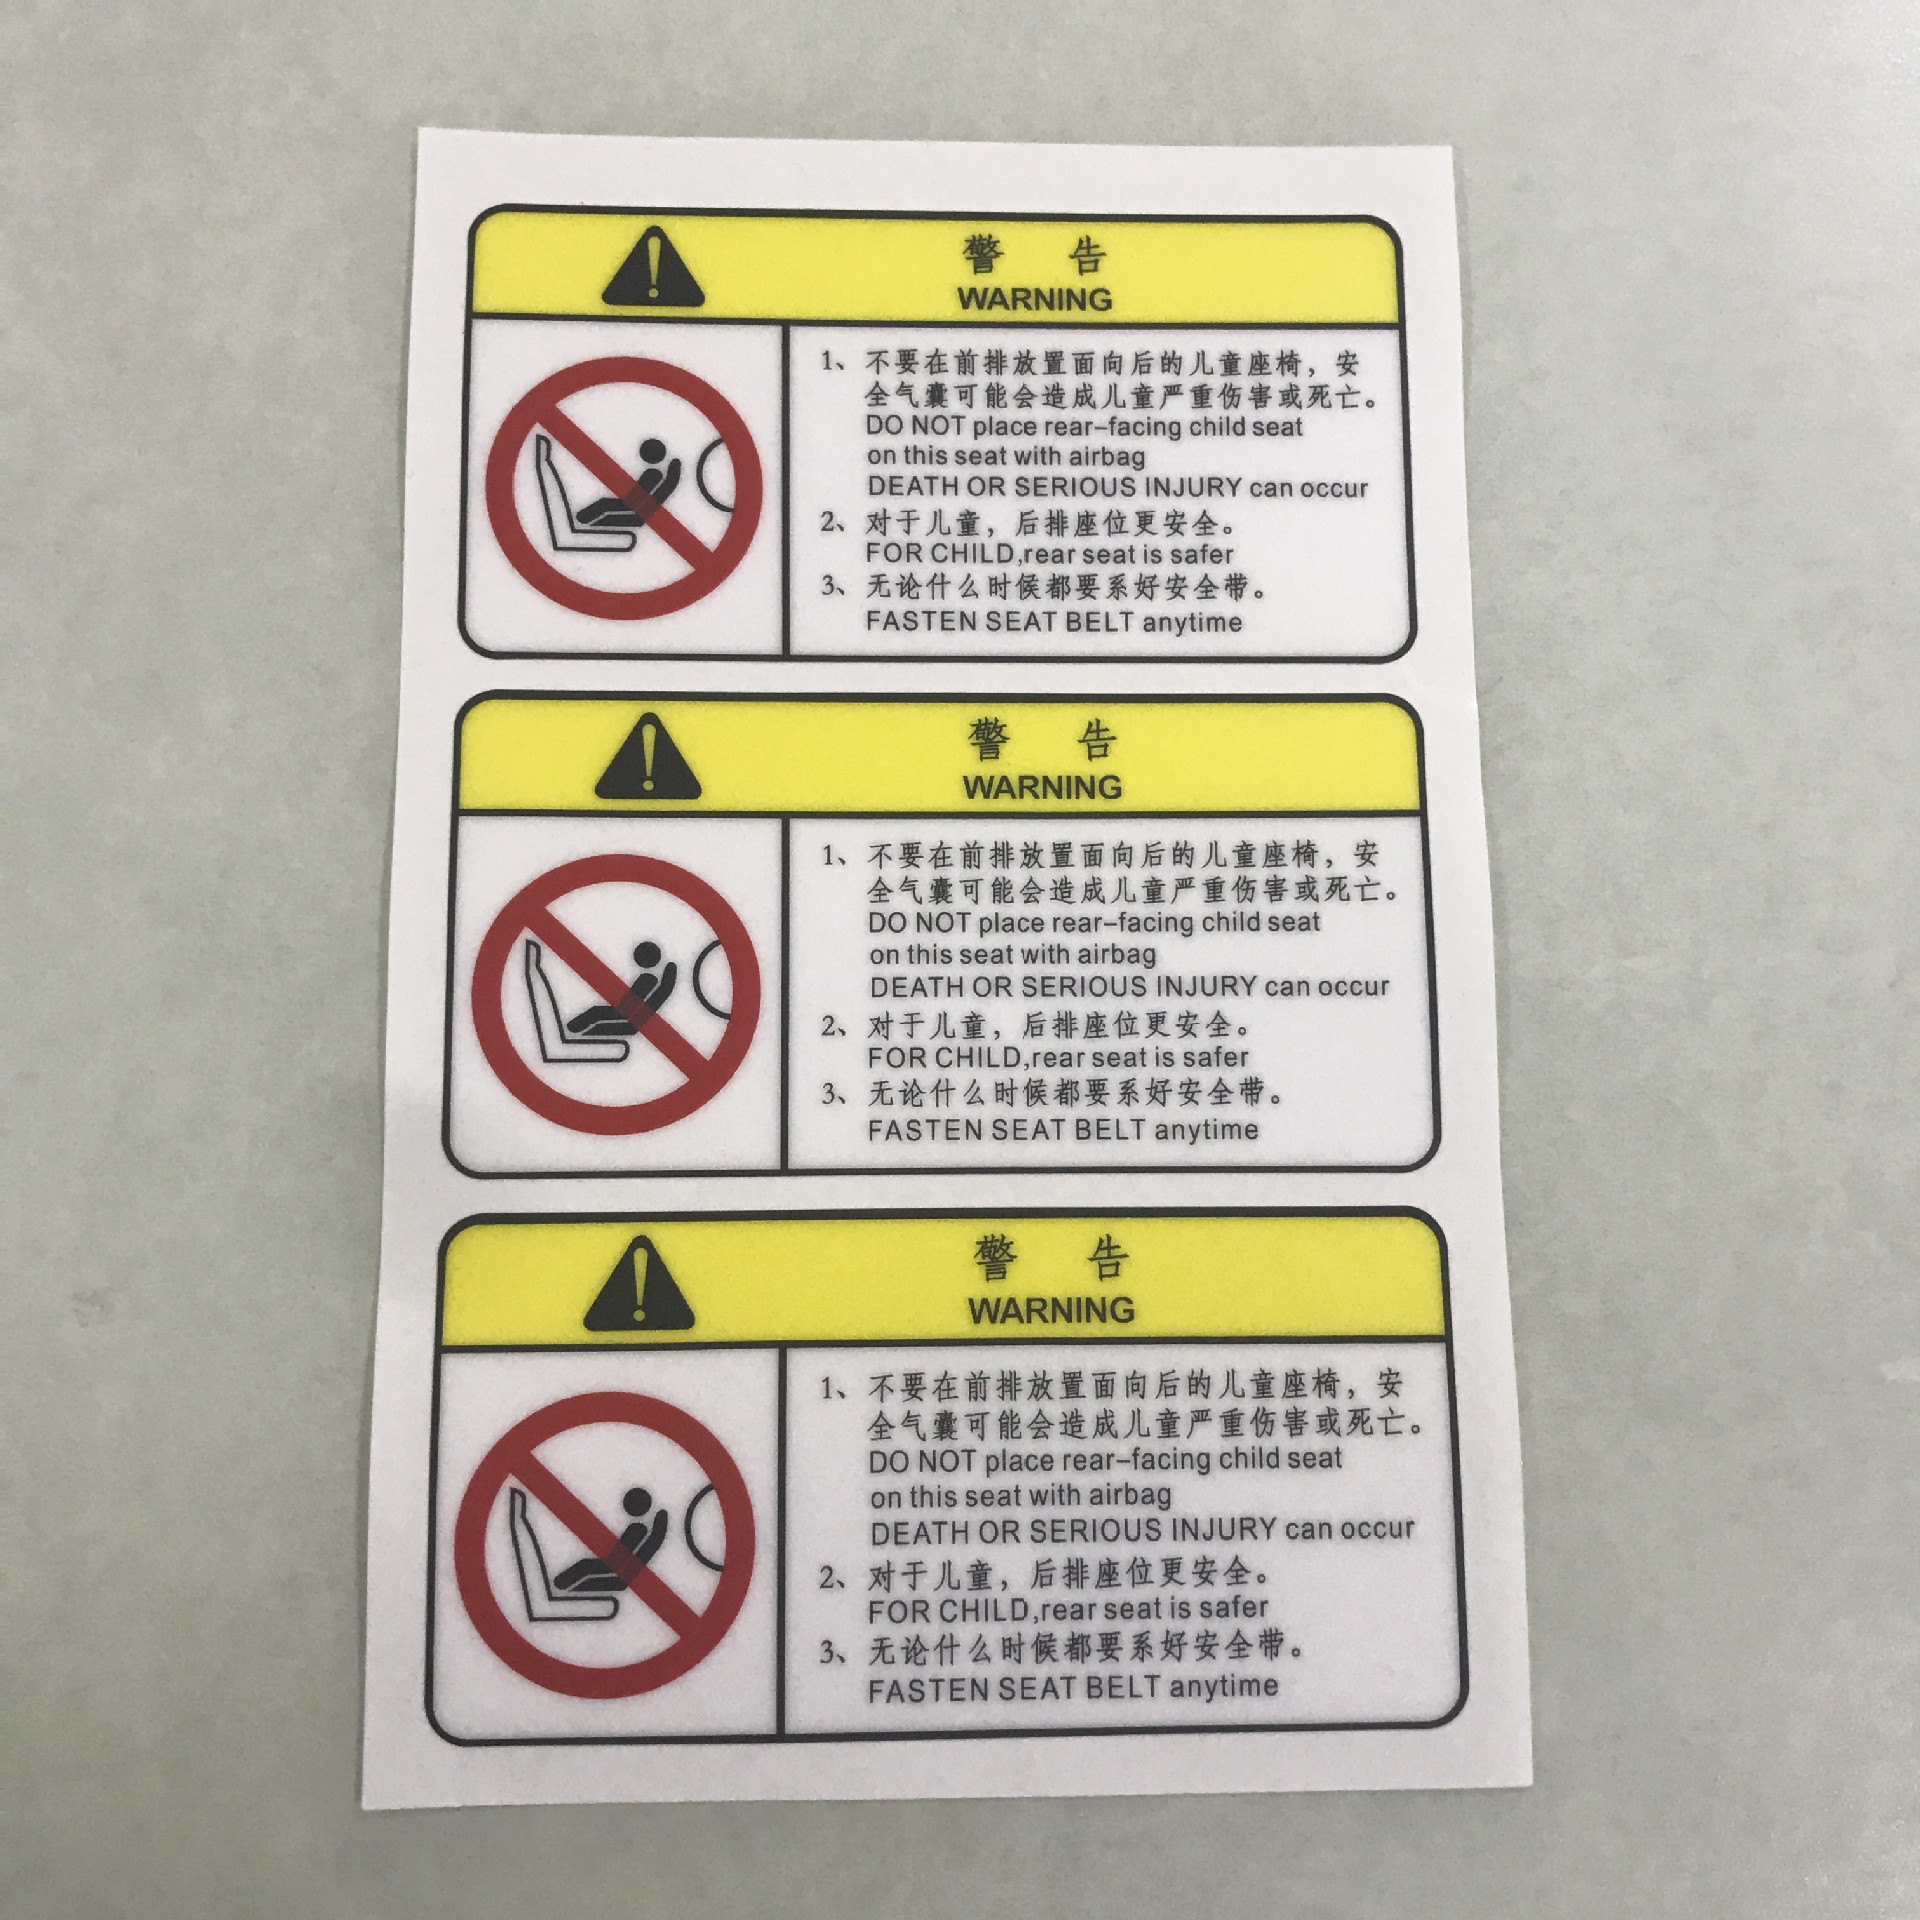 警 告
WARNING
1、不要在前排放置面向后的儿童座椅，安
全气囊可能会造成儿童严重伤害或死亡。
DO NOT place rear-facing child seat
on this seat with airbag
DEATH OR SERIOUS INJURY can occur
2、对于儿童，后排座位更安全。
FOR CHILD,rear seat is safer
3、无论什么时候都要系好安全带。
FASTEN SEAT BELT anytime
警 告
WARNING
1、不要在前排放置面向后的儿童座椅，安
全气囊可能会造成儿童严重伤害或死亡。
DO NOT place rear-facing child seat
on this seat with airbag
DEATH OR SERIOUS INJURY can occur
2、对于儿童，后排座位更安全。
FOR CHILD,rear seat is safer
3、无论什么时候都要系好安全带。
FASTEN SEAT BELT anytime
警 告
WARNING
1、不要在前排放置面向后的儿童座椅，安
全气囊可能会造成儿童严重伤害或死亡。
DO NOT place rear-facing child seat
on this seat with airbag
DEATH OR SERIOUS INJURY can occur
2、对于儿童，后排座位更安全。
FOR CHILD,rear seat is safer
3、无论什么时候都要系好安全带。
FASTEN SEAT BELT anytime